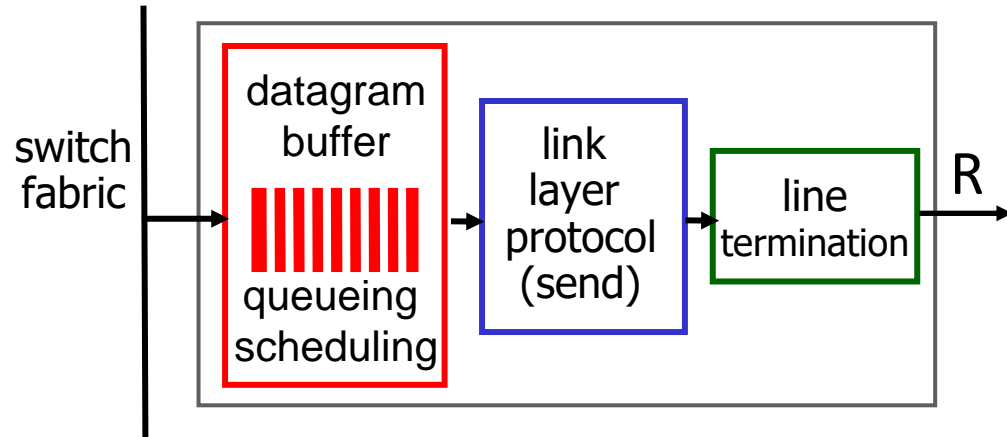 switch
fabric
datagram
buffer
queueing
scheduling
link
layer
protocol
(send)
line
termination
R